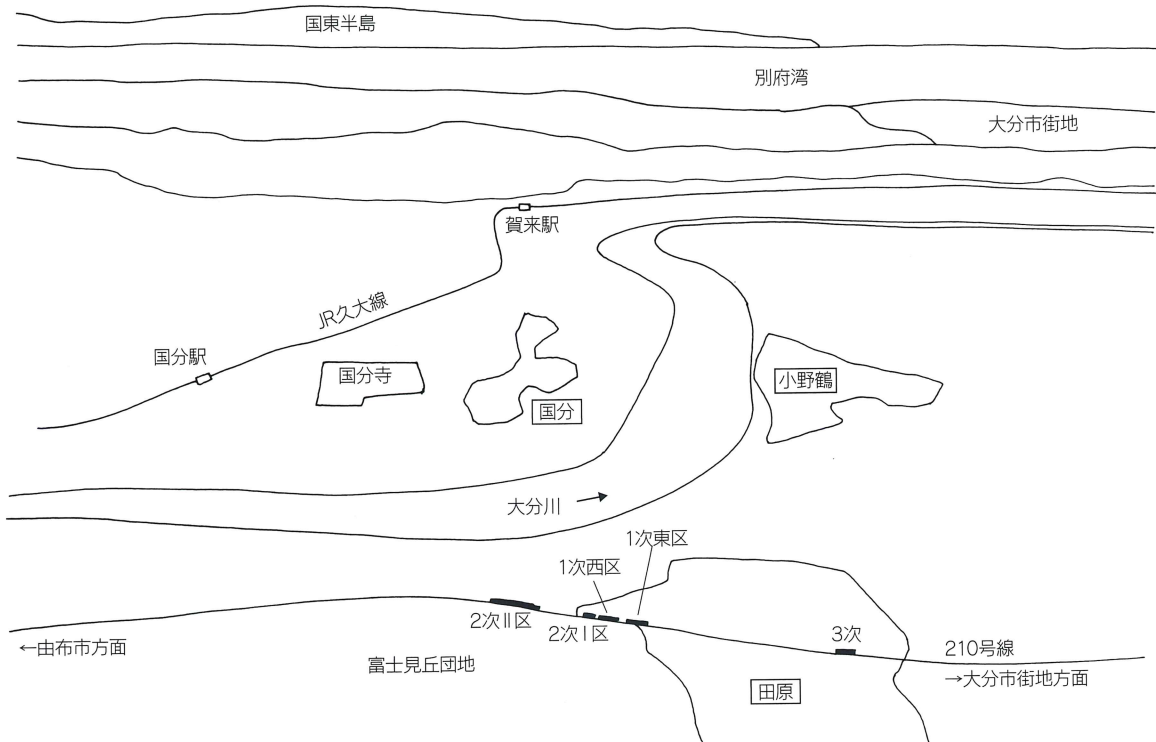 国東半島
別府湾
大分市街地
賀来駅
JR久大線
国分駅
国分寺
国分
小野鶴
大分川
1次東区
1次西区
2次Ⅱ区
2次Ⅰ区
3次
210号線
←由布市方面
富士見丘団地
→大分市街地方面
田原